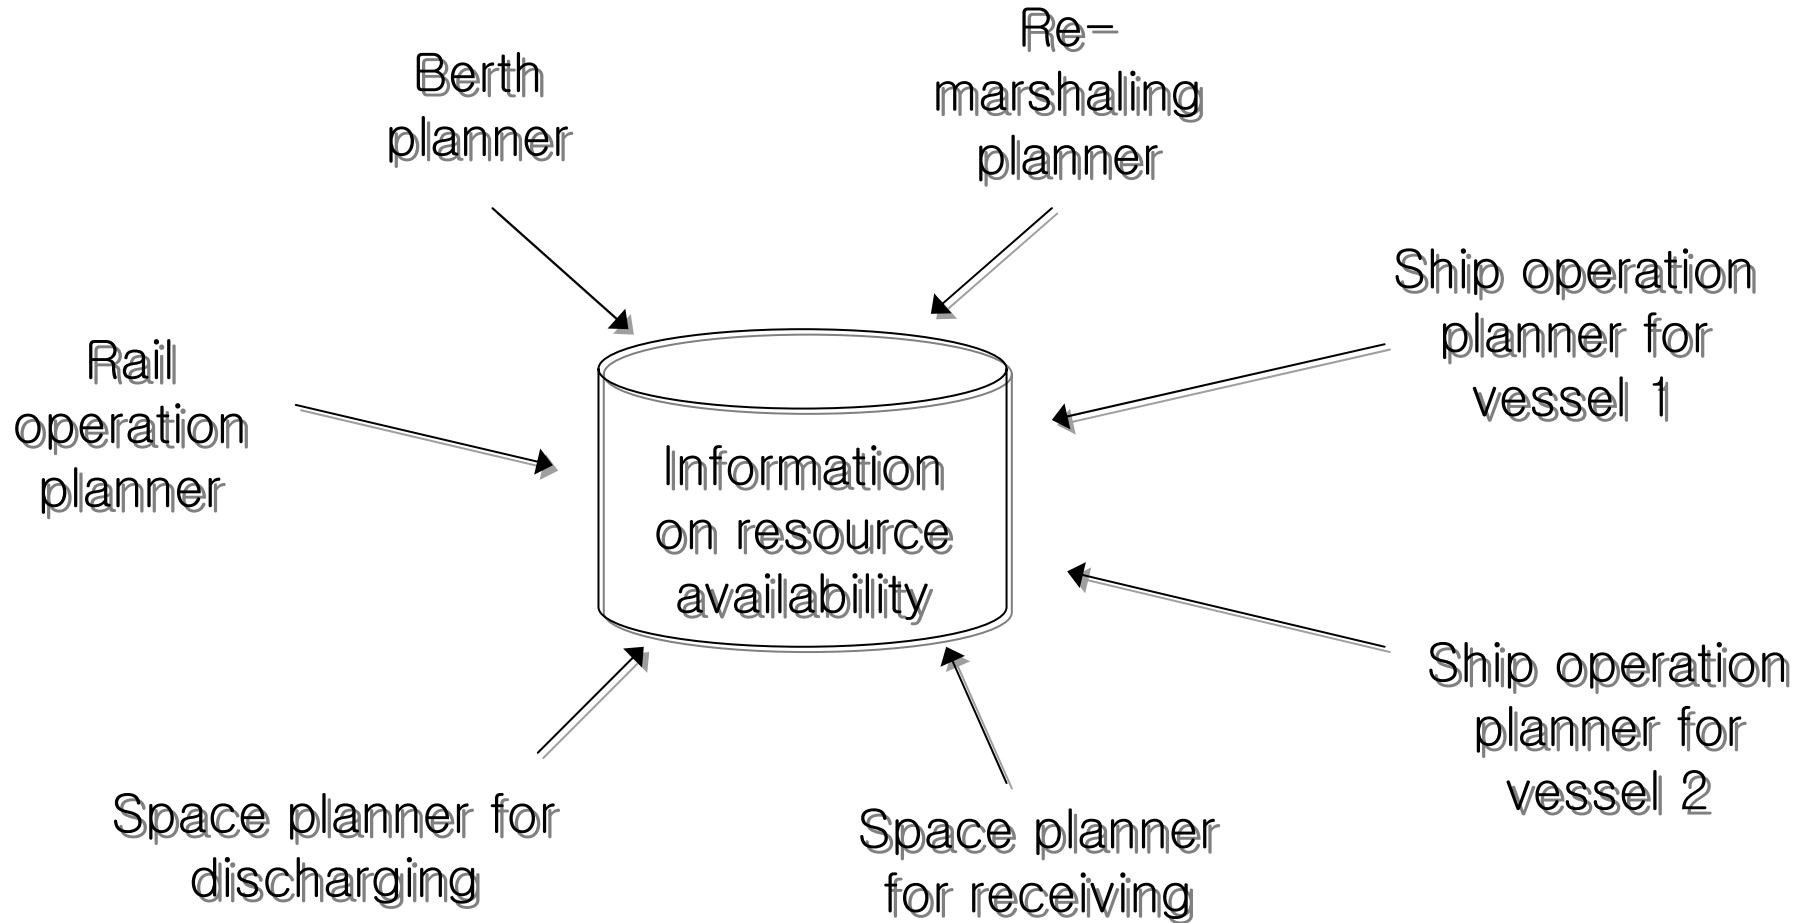 Berth
planner
Re-
marshaling
planner
Ship operation
planner for
vessel 1
Rail
operation
planner
Information
on resource
availability
Ship operation
planner for
vessel 2
Space planner for
discharging
Space planner
for receiving